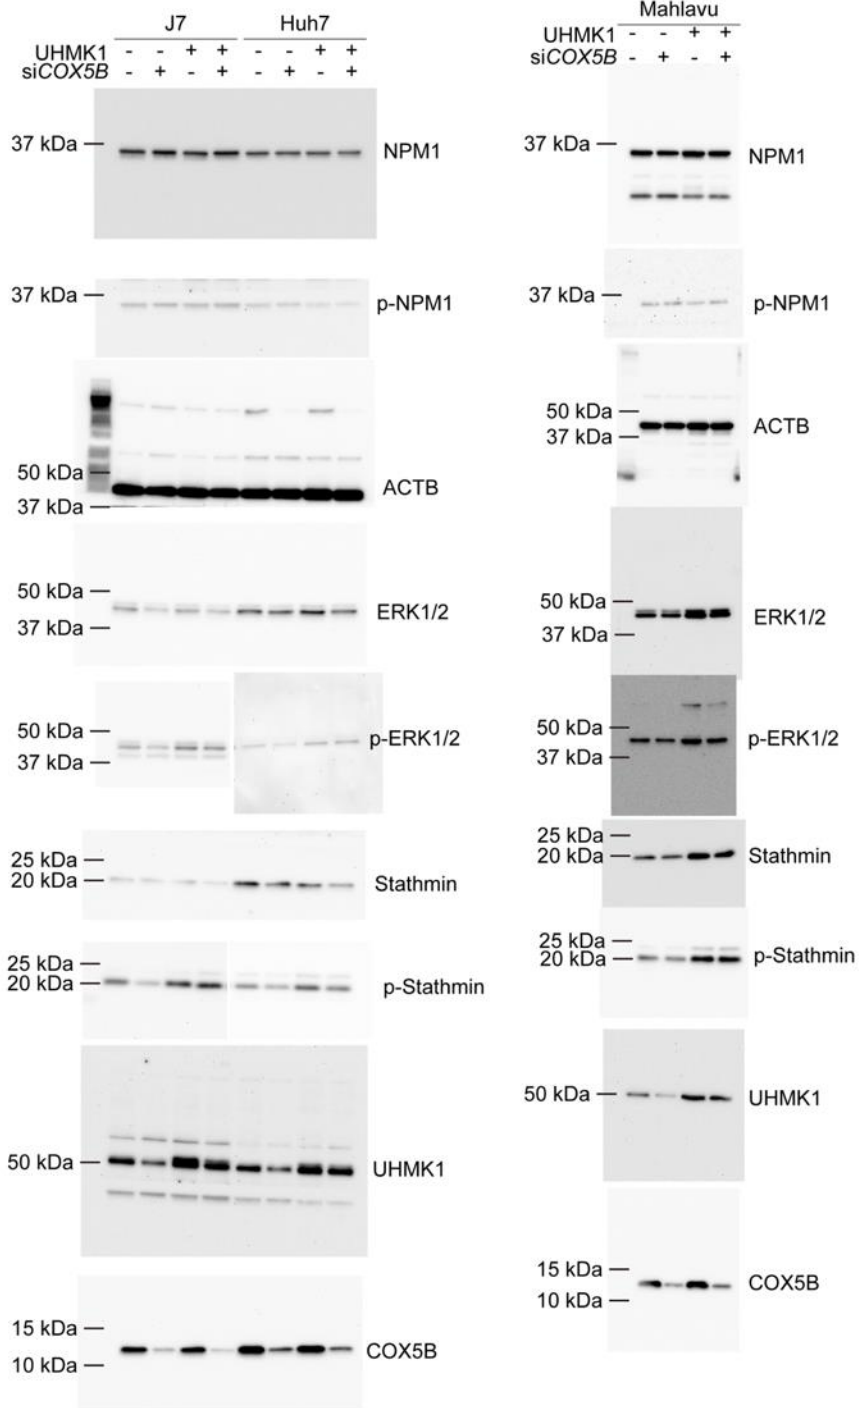 J7 Huh7
UHMK1 - - + + - - + +
siCOX5B - + - + - + - +
37 kDa NPM1
37 kDa p-NPM1
50 kDa
37 kDa
ACTB
50 kDa
37 kDa
ERK1/2
50 kDa
37 kDa
p-ERK1/2
25 kDa
20 kDa
Stathmin
25 kDa
20 kDa
p-Stathmin
50 kDa UHMK1
15 kDa
10 kDa
COX5B
Mahlavu
UHMK1 - - + +
siCOX5B - + - +
37 kDa NPM1
37 kDa p-NPM1
50 kDa
37 kDa
ACTB
50 kDa
37 kDa
ERK1/2
50 kDa
37 kDa
p-ERK1/2
25 kDa
20 kDa
Stathmin
25 kDa
20 kDa
p-Stathmin
50 kDa UHMK1
15 kDa
10 kDa
COX5B